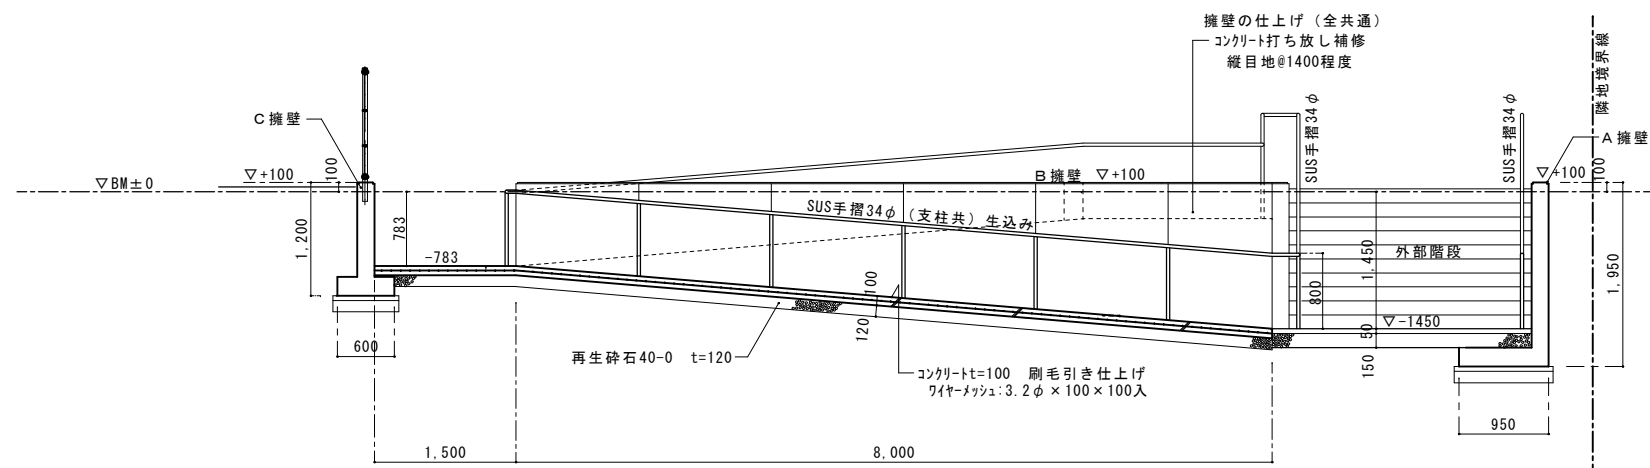 擁壁の仕上げ（全共通）
コンクリート打ち放し補修
縦目地@1400程度
隣地境界線
C擁壁
SUS手摺34φ
SUS手摺34φ
A擁壁
▽BM±0
▽+100
100
B擁壁 ▽+100
▽+100
100
SUS手摺34φ（支柱共）生込み
1,200
783
-783
外部階段
1,450
1,950
100
800
120
▽-1450
50
150
600
再生砕石40-0 t=120
コンクリートt=100 刷毛引き仕上げ
ワイヤーメッシュ:3.2φ×100×100入
950
1,500
8,000